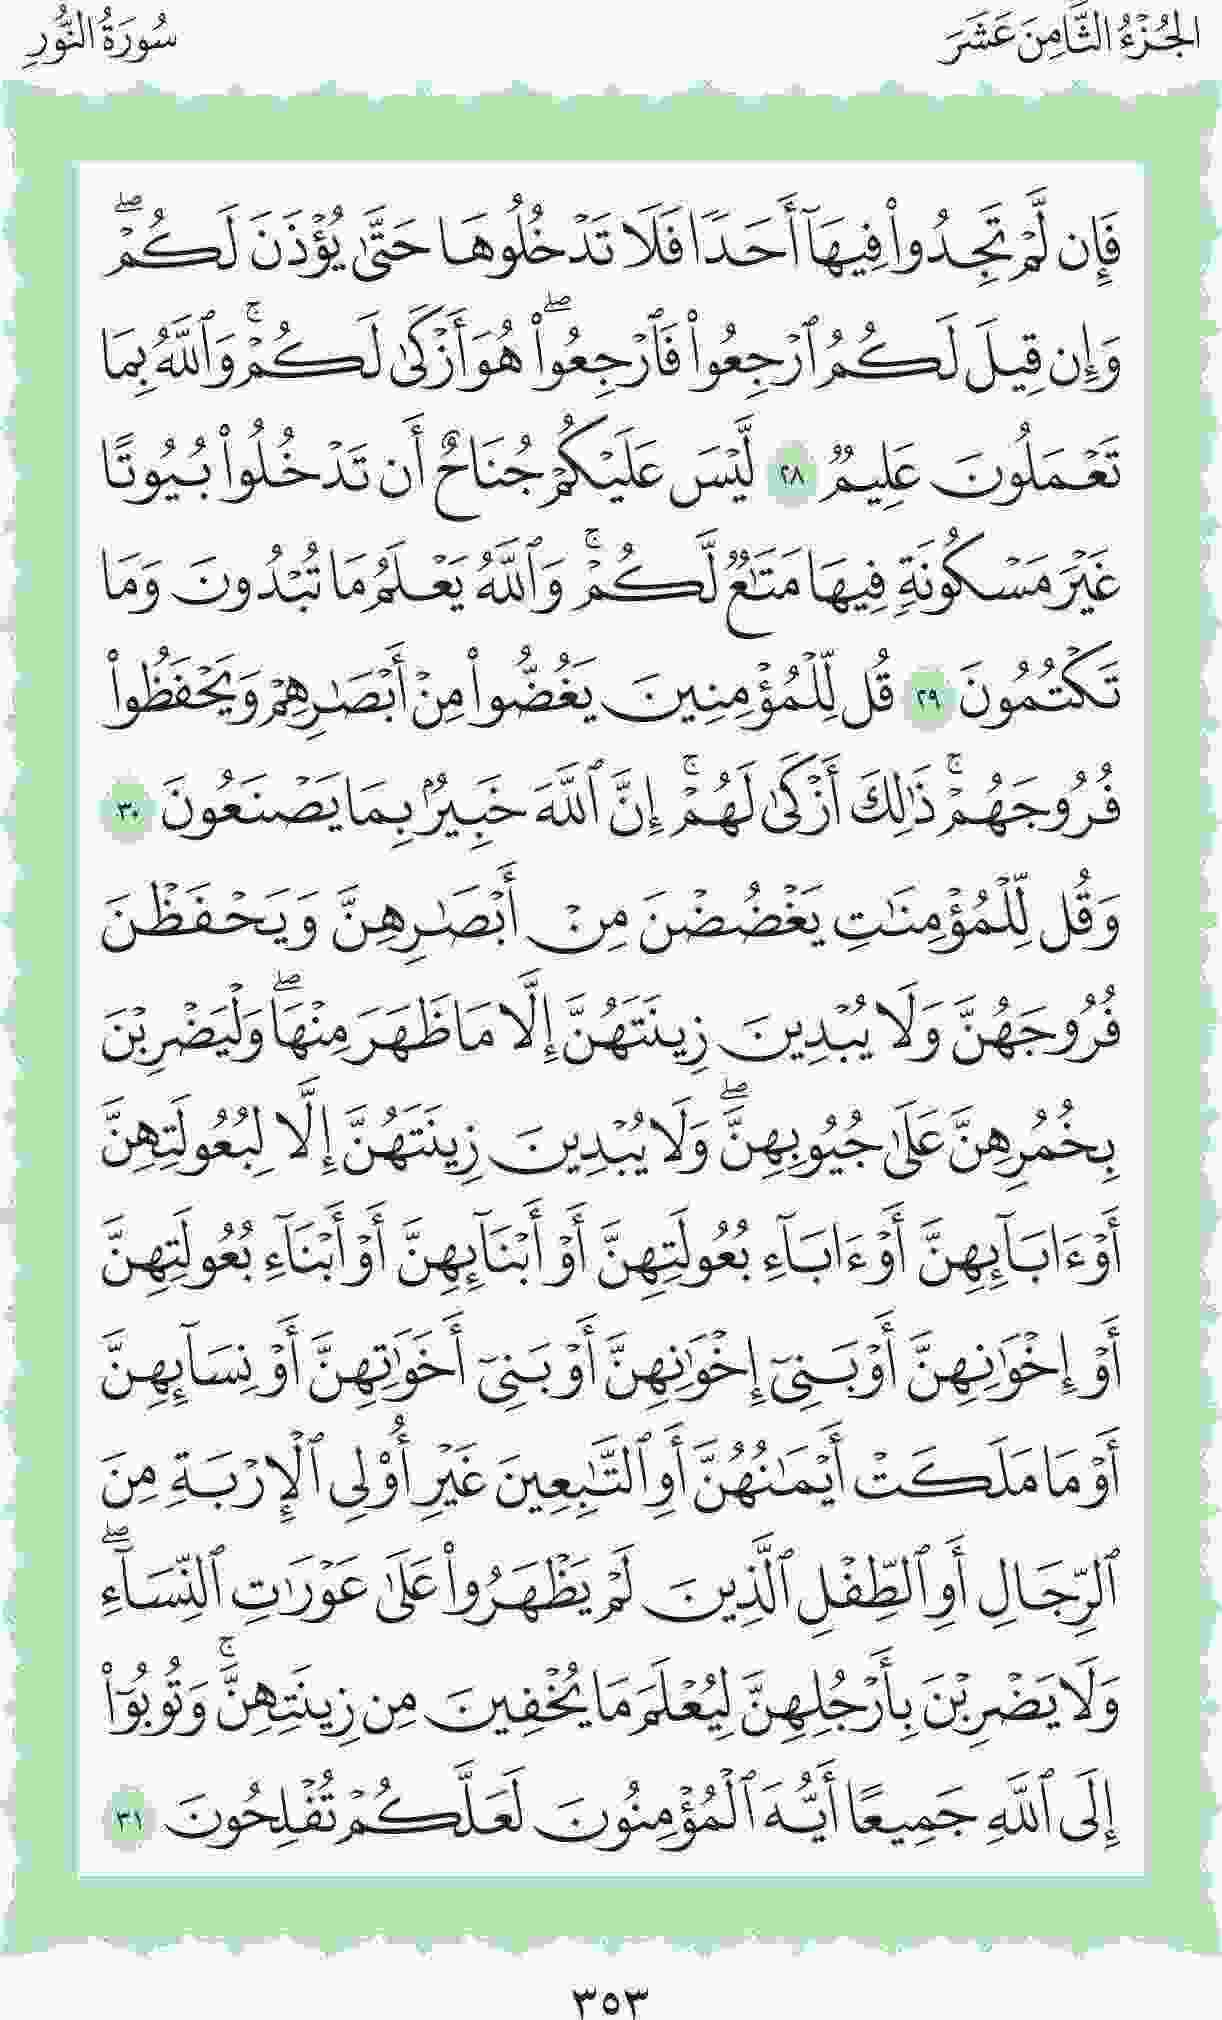 الجُزْءُ الثَّامِنَ عَشَرَ
سُورَةُ النُّورِ
فَإِن لَّمْ تَجِدُوا۟ فِيهَآ أَحَدًا فَلَا تَدْخُلُوهَا حَتَّىٰ يُؤْذَنَ لَكُمْ ۖ
وَإِن قِيلَ لَكُمُ ٱرْجِعُوا۟ فَٱرْجِعُوا۟ ۖ هُوَ أَزْكَىٰ لَكُمْ ۚ وَٱللَّهُ بِمَا
تَعْمَلُونَ عَلِيمٌ ٢٨ لَّيْسَ عَلَيْكُمْ جُنَاحٌ أَن تَدْخُلُوا۟ بُيُوتًا
غَيْرَ مَسْكُونَةٍ فِيهَا مَتَٰعٌ لَّكُمْ ۚ وَٱللَّهُ يَعْلَمُ مَا تُبْدُونَ وَمَا
تَكْتُمُونَ ٢٩ قُل لِّلْمُؤْمِنِينَ يَغُضُّوا۟ مِنْ أَبْصَٰرِهِمْ وَيَحْفَظُوا۟
فُرُوجَهُمْ ۚ ذَٰلِكَ أَزْكَىٰ لَهُمْ ۚ إِنَّ ٱللَّهَ خَبِيرٌۢ بِمَا يَصْنَعُونَ ٣٠
وَقُل لِّلْمُؤْمِنَٰتِ يَغْضُضْنَ مِنْ أَبْصَٰرِهِنَّ وَيَحْفَظْنَ
فُرُوجَهُنَّ وَلَا يُبْدِينَ زِينَتَهُنَّ إِلَّا مَا ظَهَرَ مِنْهَا ۖ وَلْيَضْرِبْنَ
بِخُمُرِهِنَّ عَلَىٰ جُيُوبِهِنَّ ۖ وَلَا يُبْدِينَ زِينَتَهُنَّ إِلَّا لِبُعُولَتِهِنَّ
أَوْ ءَابَآئِهِنَّ أَوْ ءَابَآءِ بُعُولَتِهِنَّ أَوْ أَبْنَآئِهِنَّ أَوْ أَبْنَآءِ بُعُولَتِهِنَّ
أَوْ إِخْوَٰنِهِنَّ أَوْ بَنِىٓ إِخْوَٰنِهِنَّ أَوْ بَنِىٓ أَخَوَٰتِهِنَّ أَوْ نِسَآئِهِنَّ
أَوْ مَا مَلَكَتْ أَيْمَٰنُهُنَّ أَوِ ٱلتَّٰبِعِينَ غَيْرِ أُو۟لِى ٱلْإِرْبَةِ مِنَ
ٱلرِّجَالِ أَوِ ٱلطِّفْلِ ٱلَّذِينَ لَمْ يَظْهَرُوا۟ عَلَىٰ عَوْرَٰتِ ٱلنِّسَآءِ ۖ
وَلَا يَضْرِبْنَ بِأَرْجُلِهِنَّ لِيُعْلَمَ مَا يُخْفِينَ مِن زِينَتِهِنَّ ۚ وَتُوبُوٓا۟
إِلَى ٱللَّهِ جَمِيعًا أَيُّهَ ٱلْمُؤْمِنُونَ لَعَلَّكُمْ تُفْلِحُونَ ٣١
٣٥٣